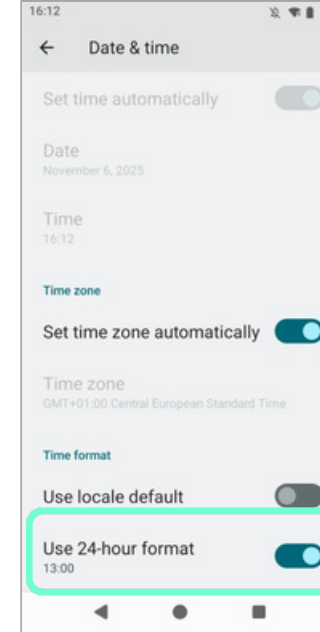 16:12
Date & time
Set time automatically
Date
November 6, 2025
Time
16:12
Time zone
Set time zone automatically
Time zone
GMT+01:00 Central European Standard Time
Time format
Use locale default
Use 24-hour format
13:00